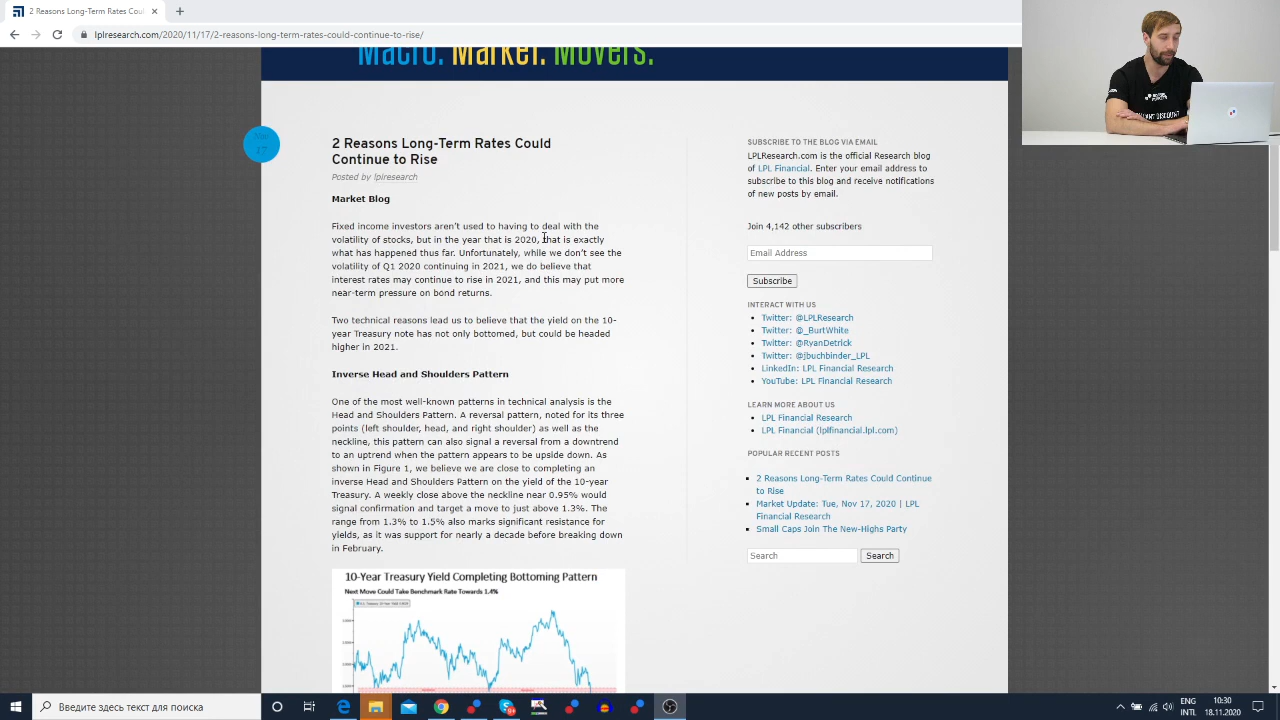 2 Reasons Long-Term Rates Could
lplresearch.com/2020/11/17/2-reasons-long-term-rates-could-continue-to-rise/
Macro. Market. Movers.
Nov
17
2 Reasons Long-Term Rates Could
Continue to Rise
Posted by lplresearch
Market Blog
Fixed income investors aren't used to having to deal with the
volatility of stocks, but in the year that is 2020, that is exactly
what has happened thus far. Unfortunately, while we don't see the
volatility of Q1 2020 continuing in 2021, we do believe that
interest rates may continue to rise in 2021, and this may put more
near-term pressure on bond returns.
Two technical reasons lead us to believe that the yield on the 10-
year Treasury note has not only bottomed, but could be headed
higher in 2021.
Inverse Head and Shoulders Pattern
One of the most well-known patterns in technical analysis is the
Head and Shoulders Pattern. A reversal pattern, noted for its three
points (left shoulder, head, and right shoulder) as well as the
neckline, this pattern can also signal a reversal from a downtrend
to an uptrend when the pattern appears to be upside down. As
shown in Figure 1, we believe we are close to completing an
inverse Head and Shoulders Pattern on the yield of the 10-year
Treasury. A weekly close above the neckline near 0.95% would
signal confirmation and target a move to just above 1.3%. The
range from 1.3% to 1.5% also marks significant resistance for
yields, as it was support for nearly a decade before breaking down
in February.
10-Year Treasury Yield Completing Bottoming Pattern
Next Move Could Take Benchmark Rate Towards 1.4%
SUBSCRIBE TO THE BLOG VIA EMAIL
LPLResearch.com is the official Research blog
of LPL Financial. Enter your email address to
subscribe to this blog and receive notifications
of new posts by email.
Join 4,142 other subscribers
Email Address
Subscribe
INTERACT WITH US
Twitter: @LPLResearch
Twitter: @_BurtWhite
Twitter: @RyanDetrick
Twitter: @jbuchbinder_LPL
LinkedIn: LPL Financial Research
YouTube: LPL Financial Research
LEARN MORE ABOUT US
LPL Financial Research
LPL Financial (lplfinancial.lpl.com)
POPULAR RECENT POSTS
2 Reasons Long-Term Rates Could Continue
to Rise
Market Update: Tue, Nov 17, 2020 | LPL
Financial Research
Small Caps Join The New-Highs Party
Search
Search
Введите здесь текст для поиска
INTL
10:30
18.11.2020